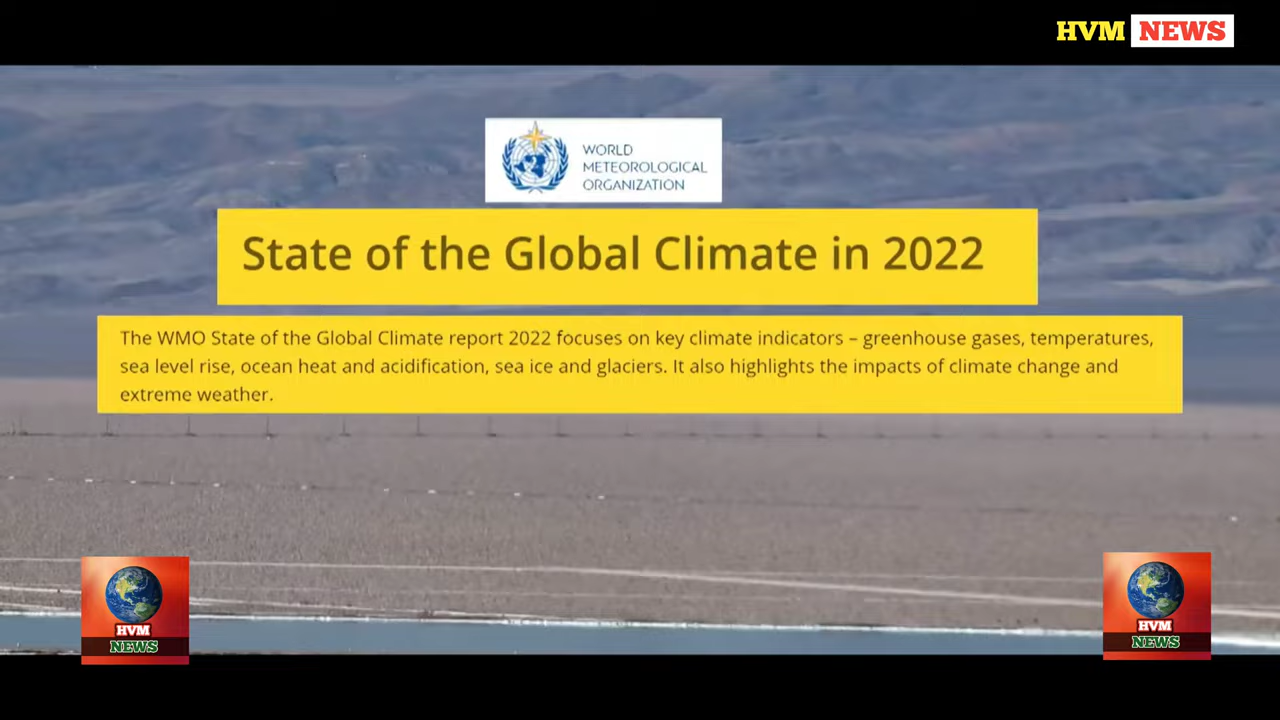 HVM NEWS
WORLD
METEOROLOGICAL
ORGANIZATION
State of the Global Climate in 2022
The WMO State of the Global Climate report 2022 focuses on key climate indicators – greenhouse gases, temperatures,
sea level rise, ocean heat and acidification, sea ice and glaciers. It also highlights the impacts of climate change and
extreme weather.
HVM
NEWS
HVM
NEWS